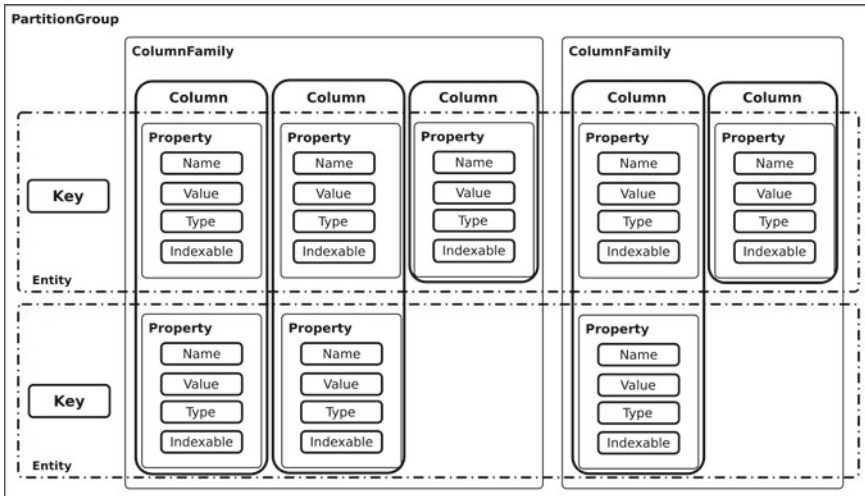 PartitionGroup
ColumnFamily ColumnFamily
Column Column Column Column Column
Property Property Property Property Property
Name Name Name Name Name
Key Value Value Value Value Value
Type Type Type Type Type
Indexable Indexable Indexable Indexable Indexable
Entity
Property Property Property
Name Name Name
Key Value Value Value
Type Type Type
Indexable Indexable Indexable
Entity